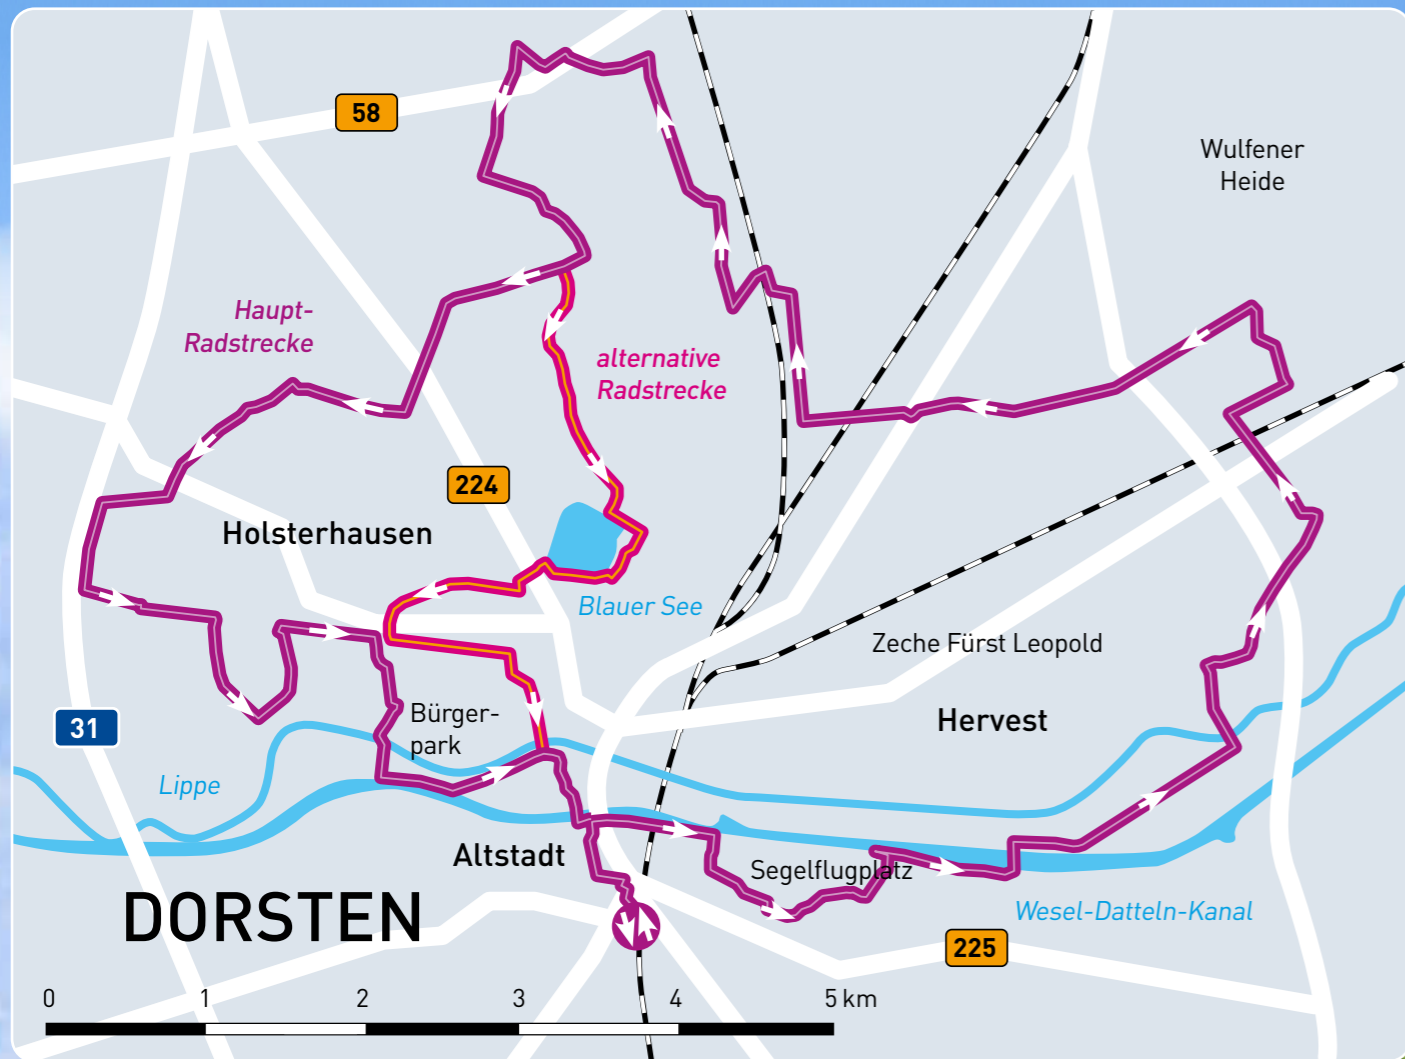 58
Wulfener
Heide
Haupt-
Radstrecke
alternative
Radstrecke
224
Holsterhausen
Blauer See
Zeche Fürst Leopold
31
Bürger-
park
Hervest
Lippe
Altstadt
Segelflugplatz
DORSTEN
Wesel-Datteln-Kanal
225
0 1 2 3 4 5 km